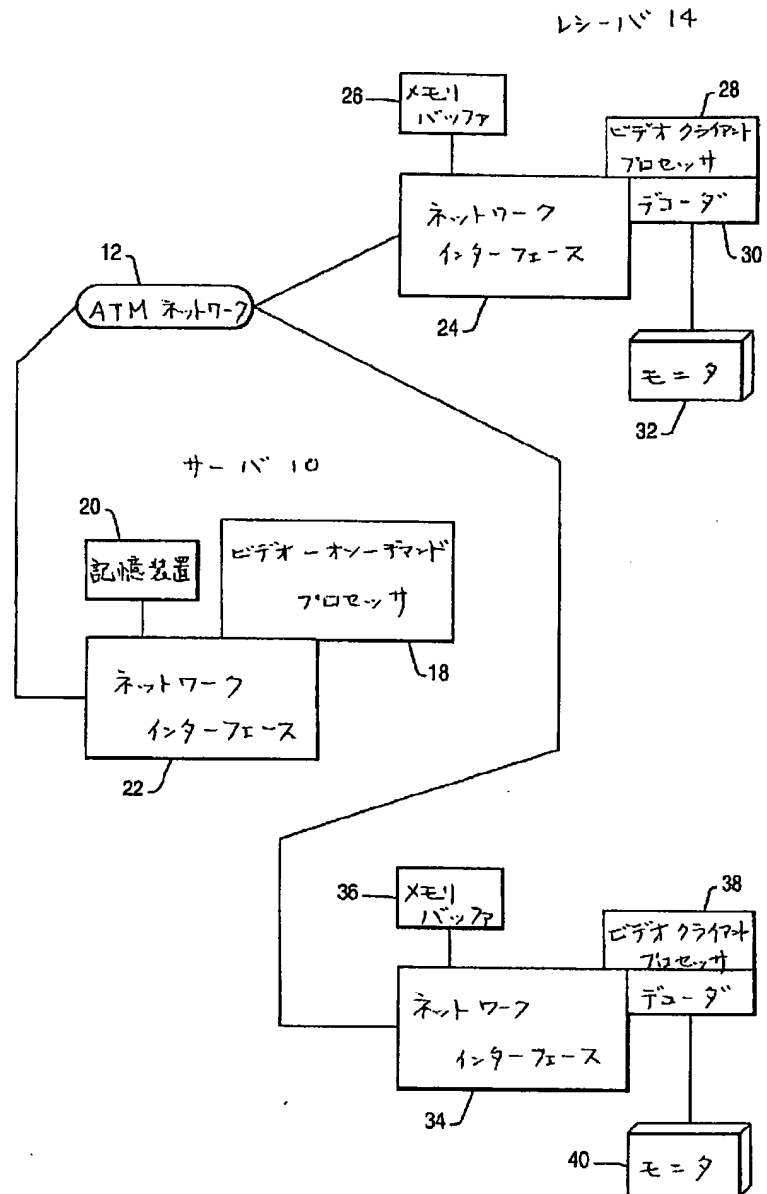 レシーバ 14
26
メモリ
バッファ
28
ビデオ クライアント
プロセッサ
ネットワーク
インターフェース
デコーダ
30
24
12
ATM ネットワーク
モニタ
32
サーバ 10
20
記憶装置
ビデオ-オン-デマンド
プロセッサ
18
ネットワーク
インターフェース
22
36
メモリ
バッファ
38
ビデオ クライアント
プロセッサ
ネットワーク
インターフェース
デコーダ
34
40
モニタ